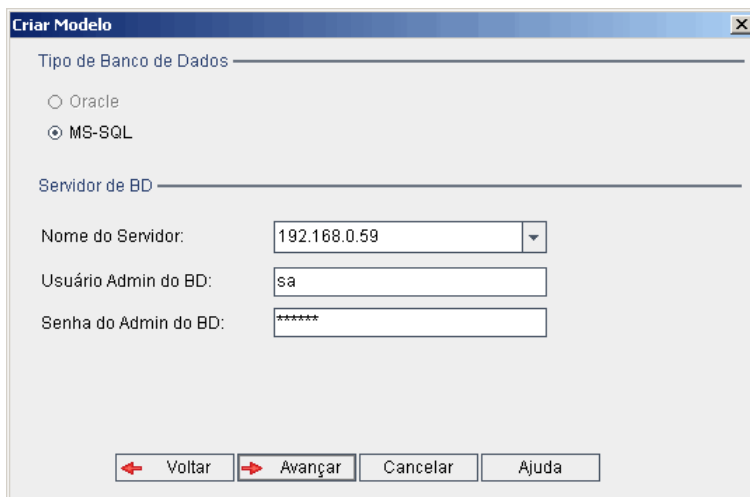 Criar Modelo
Tipo de Banco de Dados
Oracle
MS-SQL
Servidor de BD
Nome do Servidor: 192.168.0.59
Usuário Admin do BD: sa
Senha do Admin do BD: ******
Voltar Avançar Cancelar Ajuda